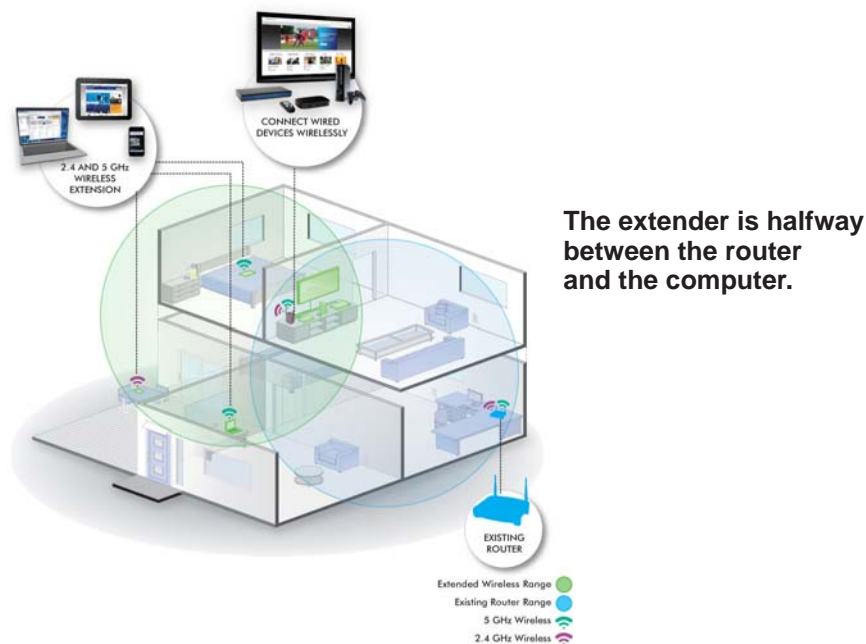 CONNECT WIRED
DEVICES WIRELESSLY
2.4 AND 5 GHz
WIRELESS
EXTENSION
The extender is halfway
between the router
and the computer.
EXISTING
ROUTER
Extended Wireless Range
Existing Router Range
5 GHz Wireless
2.4 GHz Wireless